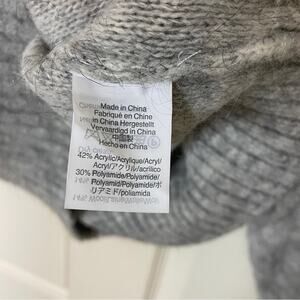 Made in China
Fabriqué en Chine
in China Hergestellt
Vervaardigd in China
中国製
Hecho en China
42% Acrylic/Acrylique/Acryl/
Acryl/アクリル/acrílico
30% Polyamide/Polyamide/
Polyamid/Polyamide/ポ
リアミド/poliamida